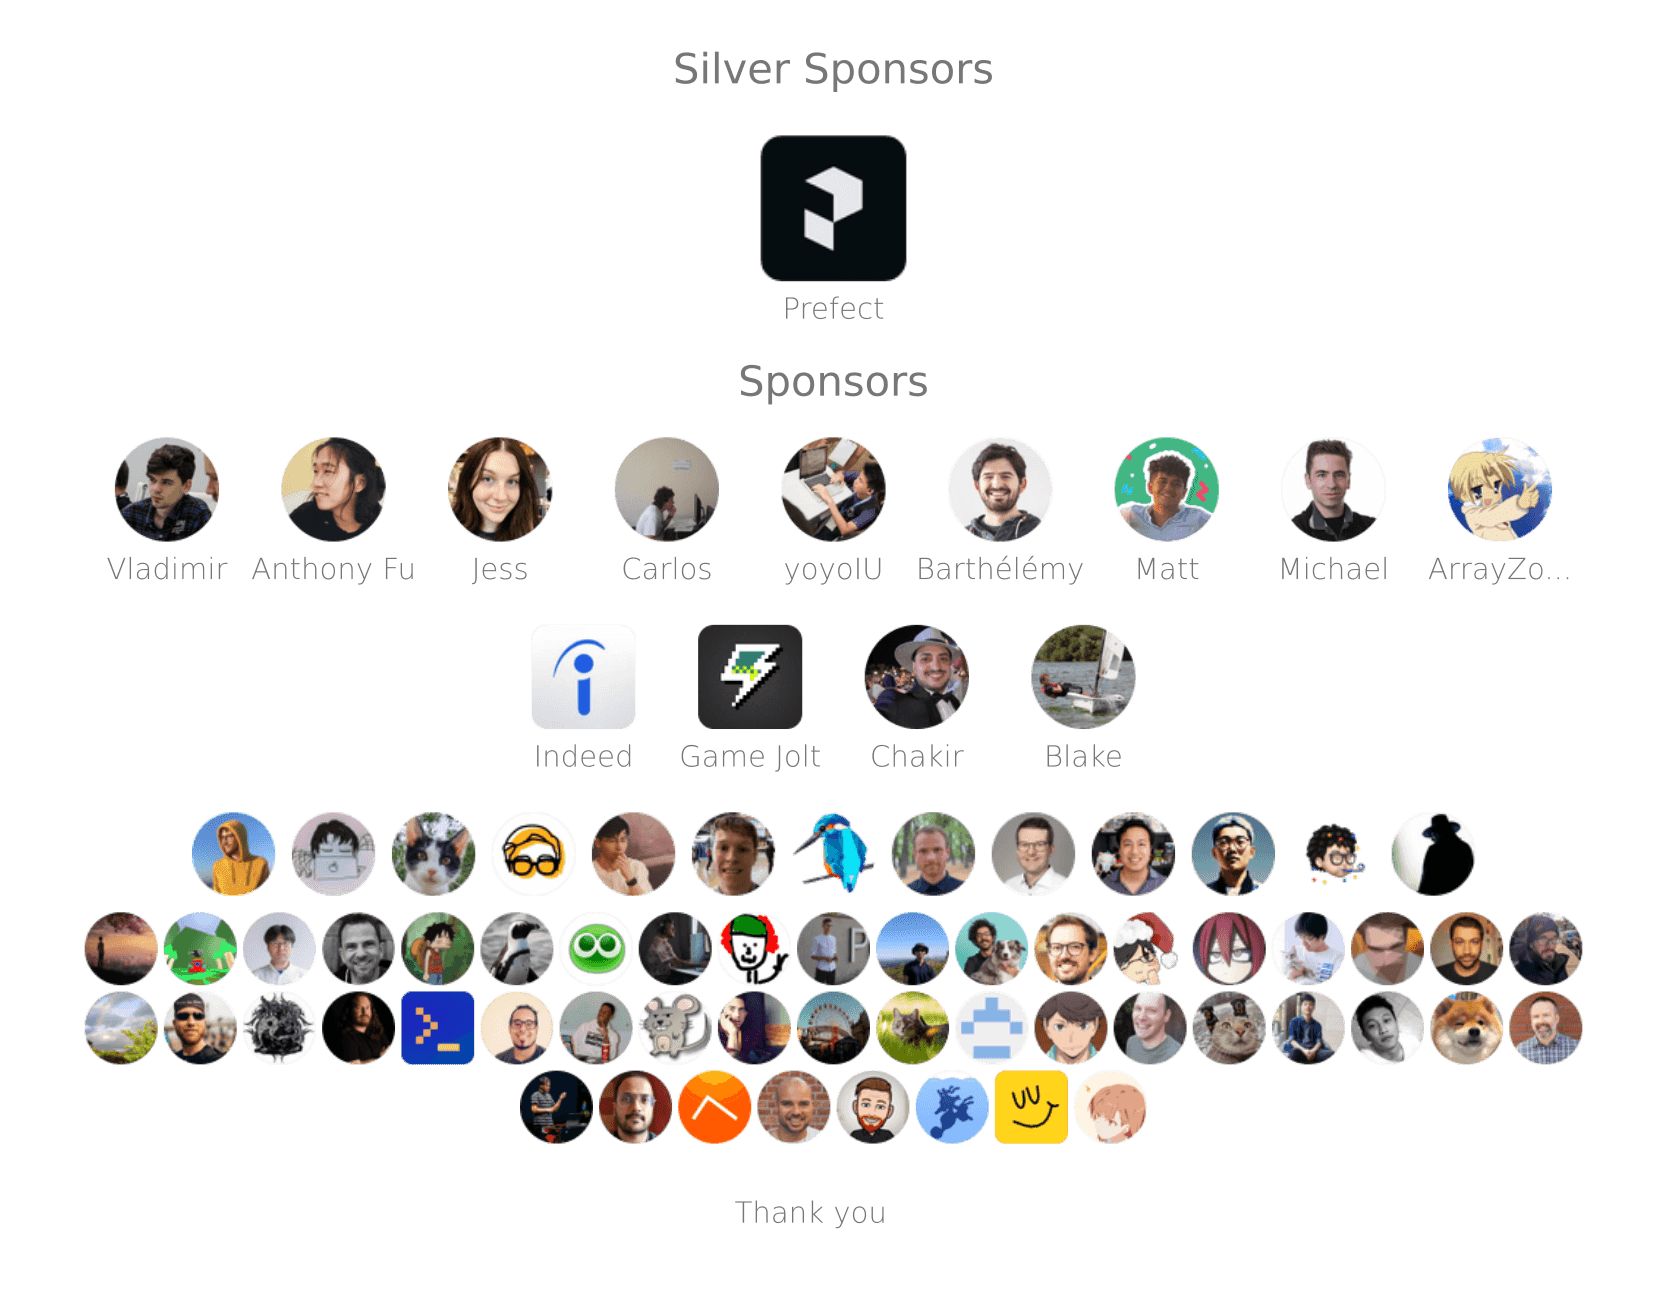 Silver Sponsors
Prefect
Sponsors
Vladimir Anthony Fu Jess Carlos yoyoIU Barthélémy Matt Michael ArrayZo...
Indeed Game Jolt Chakir Blake
Thank you